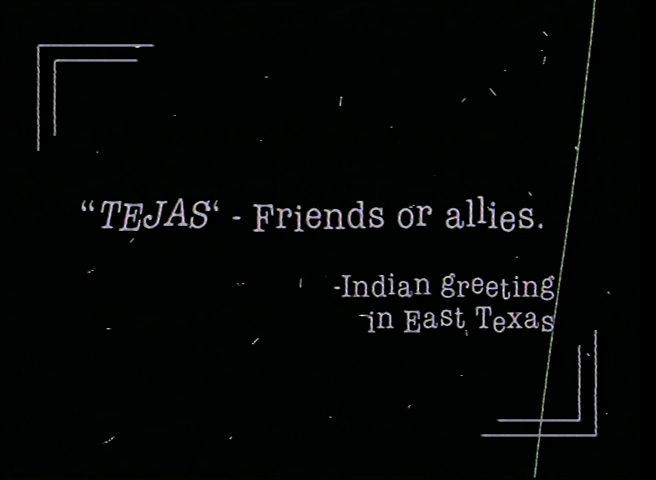 “TEJAS‘ - Friends or allies.
-Indian greeting
in East Texas